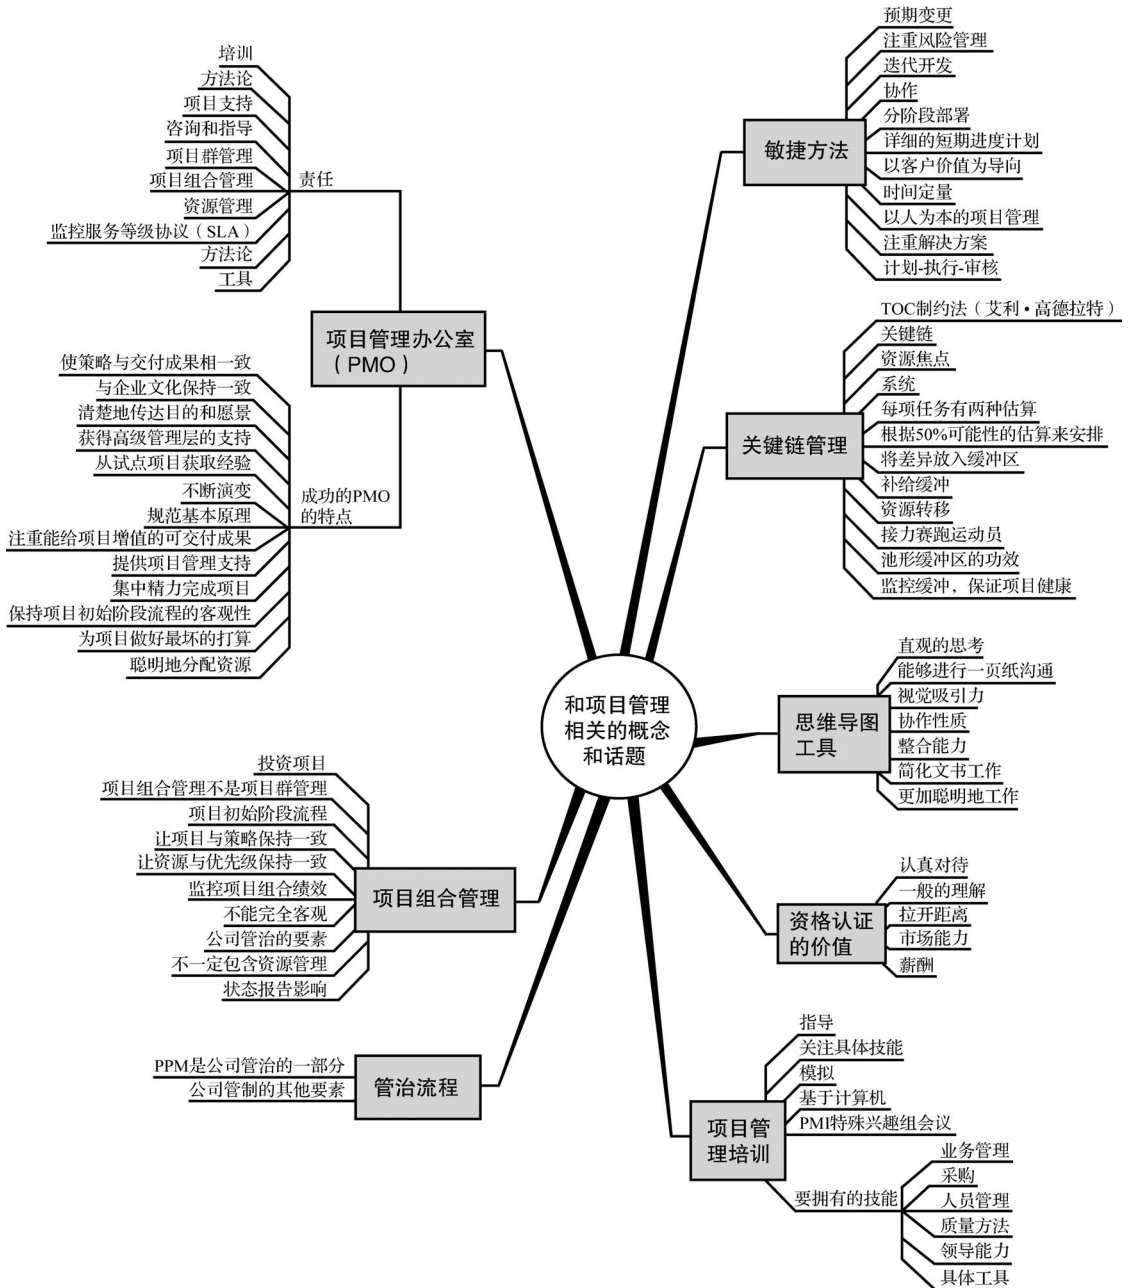 和项目管理
相关的概念
和话题
项目管理办公室
（PMO）
责任
培训
方法论
项目支持
咨询和指导
项目群管理
项目组合管理
资源管理
监控服务等级协议（SLA）
方法论
工具
成功的PMO
的特点
使策略与交付成果相一致
与企业文化保持一致
清楚地传达目的和愿景
获得高级管理层的支持
从试点项目获取经验
不断演变
规范基本原理
注重能给项目增值的可交付成果
提供项目管理支持
集中精力完成项目
保持项目初始阶段流程的客观性
为项目做好最坏的打算
聪明地分配资源
项目组合管理
投资项目
项目组合管理不是项目群管理
项目初始阶段流程
让项目与策略保持一致
让资源与优先级保持一致
监控项目组合绩效
不能完全客观
公司管治的要素
不一定包含资源管理
状态报告影响
管治流程
PPM是公司管治的一部分
公司管制的其他要素
敏捷方法
预期变更
注重风险管理
迭代开发
协作
分阶段部署
详细的短期进度计划
以客户价值为导向
时间定量
以人为本的项目管理
注重解决方案
计划-执行-审核
关键链管理
TOC制约法（艾利·高德拉特）
关键链
资源焦点
系统
每项任务有两种估算
根据50%可能性的估算来安排
将差异放入缓冲区
补给缓冲
资源转移
接力赛跑运动员
池形缓冲区的功效
监控缓冲，保证项目健康
思维导图
工具
直观的思考
能够进行一页纸沟通
视觉吸引力
协作性质
整合能力
简化文书工作
更加聪明地工作
资格认证
的价值
认真对待
一般的理解
拉开距离
市场能力
薪酬
项目管
理培训
指导
关注具体技能
模拟
基于计算机
PMI特殊兴趣组会议
要拥有的技能
业务管理
采购
人员管理
质量方法
领导能力
具体工具